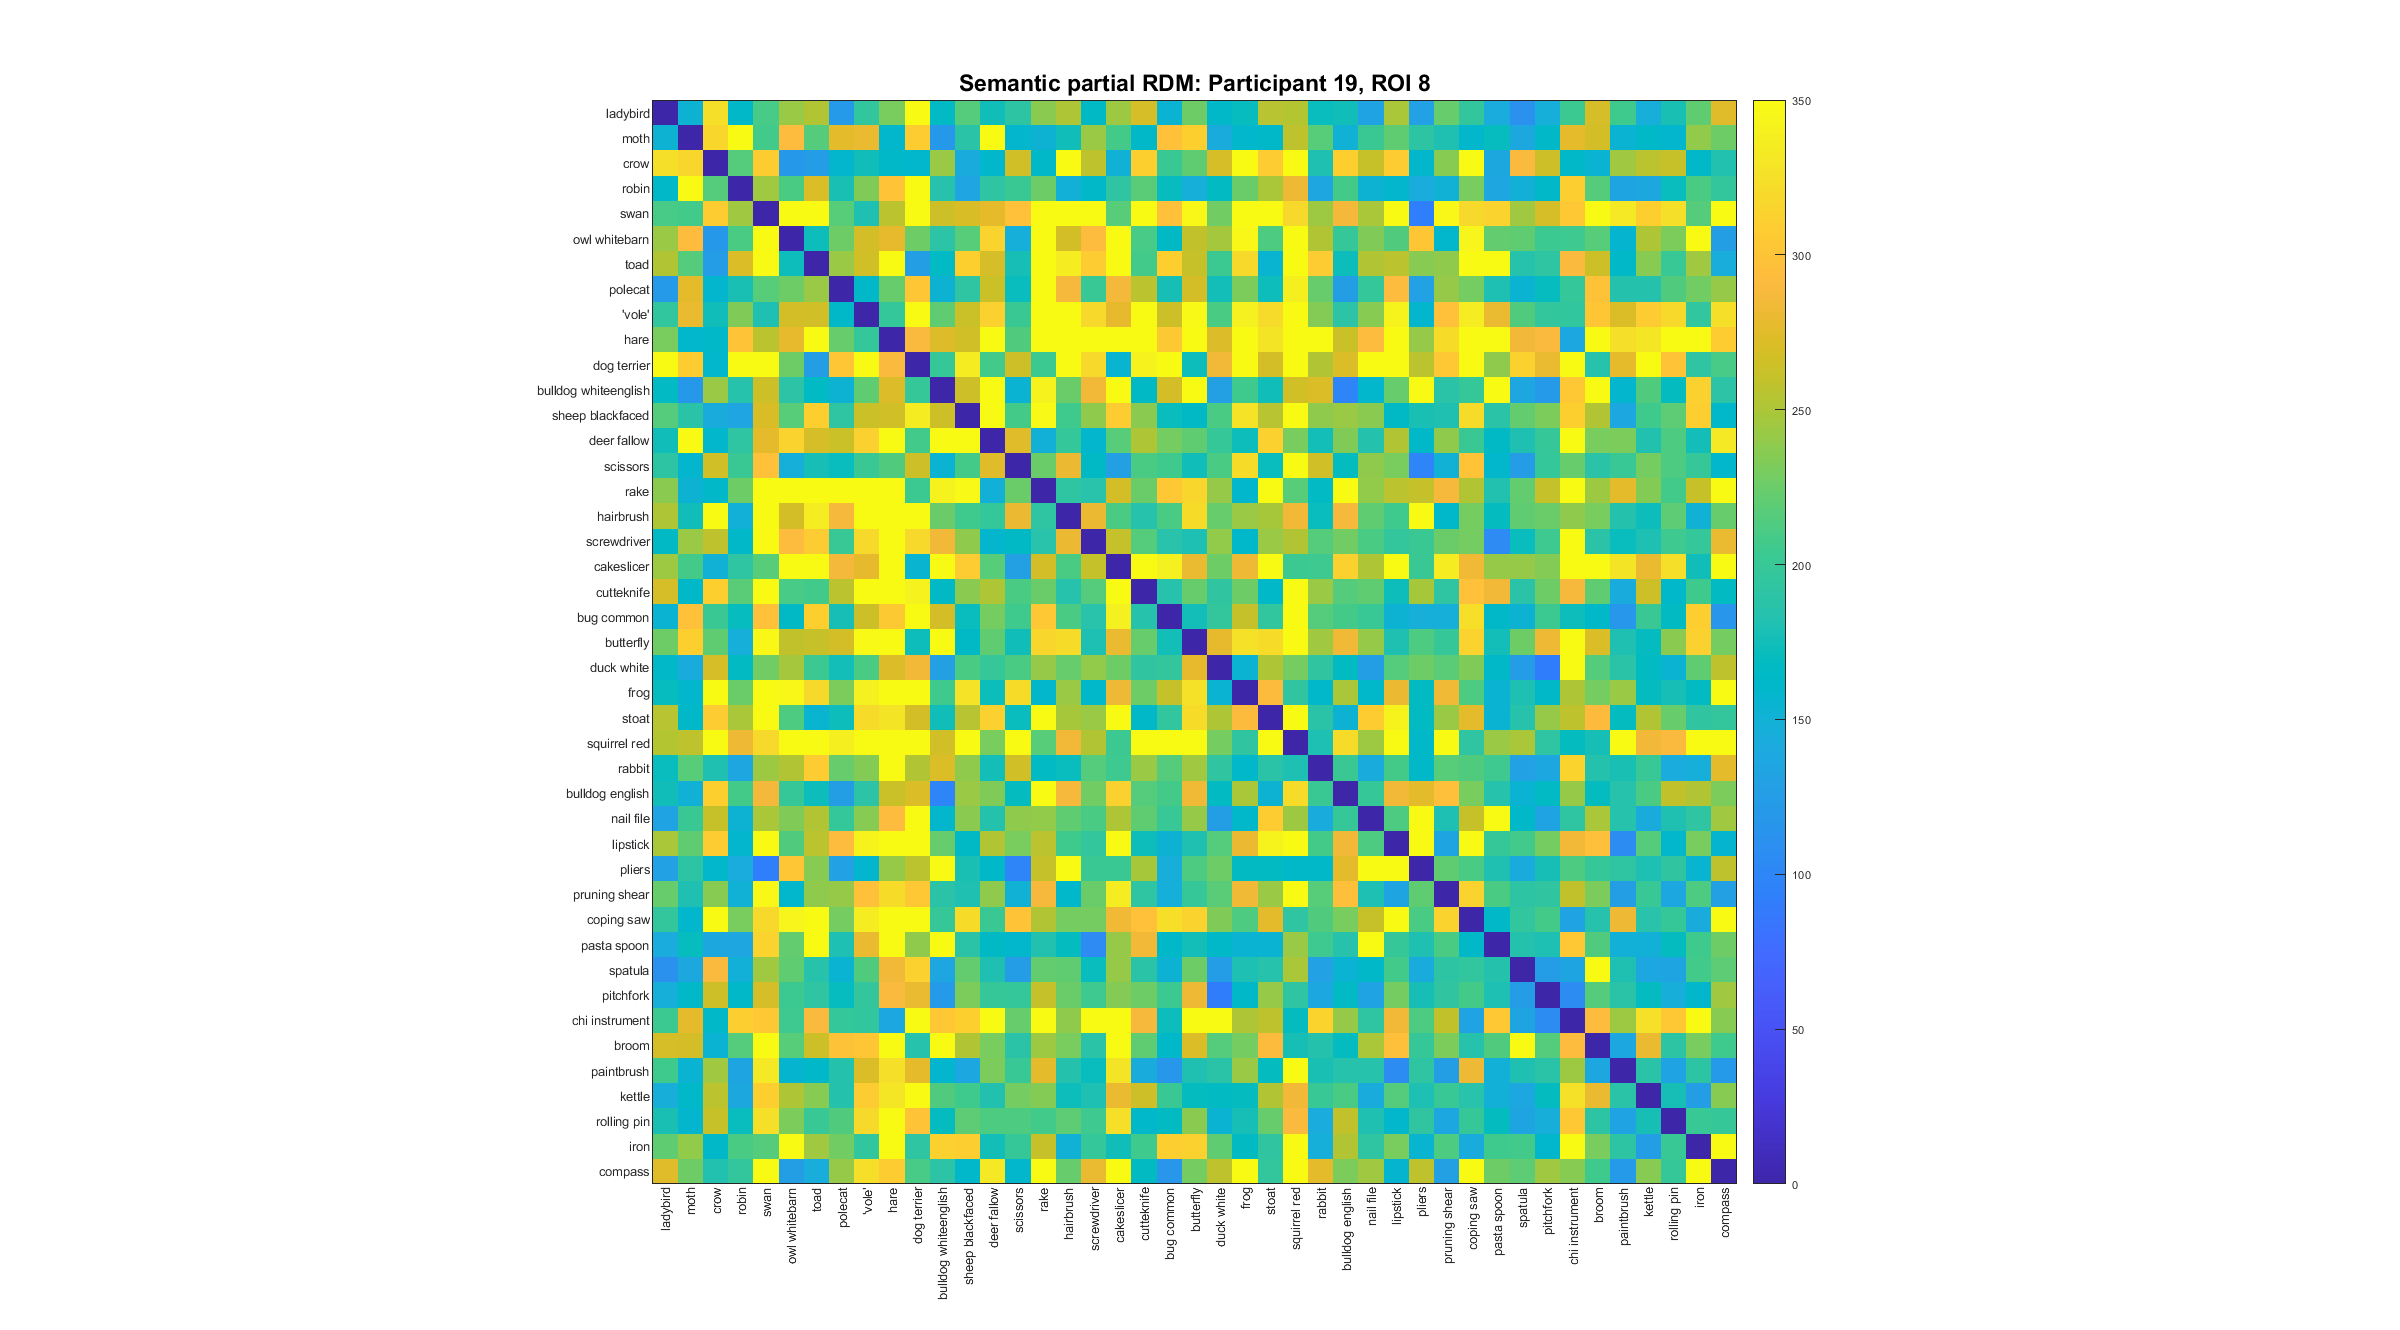 Semantic partial RDM: Participant 19, ROI 8
ladybird
moth
crow
robin
swan
owl whitebarn
toad
polecat
'vole'
hare
dog terrier
bulldog whiteenglish
sheep blackfaced
deer fallow
scissors
rake
hairbrush
screwdriver
cakeslicer
cutteknife
bug common
butterfly
duck white
frog
stoat
squirrel red
rabbit
bulldog english
nail file
lipstick
pliers
pruning shear
coping saw
pasta spoon
spatula
pitchfork
chi instrument
broom
paintbrush
kettle
rolling pin
iron
compass
ladybird
moth
crow
robin
swan
owl whitebarn
toad
polecat
'vole'
hare
dog terrier
bulldog whiteenglish
sheep blackfaced
deer fallow
scissors
rake
hairbrush
screwdriver
cakeslicer
cutteknife
bug common
butterfly
duck white
frog
stoat
squirrel red
rabbit
bulldog english
nail file
lipstick
pliers
pruning shear
coping saw
pasta spoon
spatula
pitchfork
chi instrument
broom
paintbrush
kettle
rolling pin
iron
compass
350
300
250
200
150
100
50
0